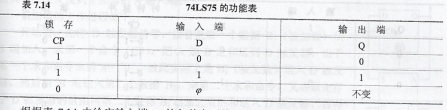 表 7.14 74LS75 的功能表
锁 存 输 入 端 输 出 端
CP D Q
1 0 0
1 1 1
0 φ 不变